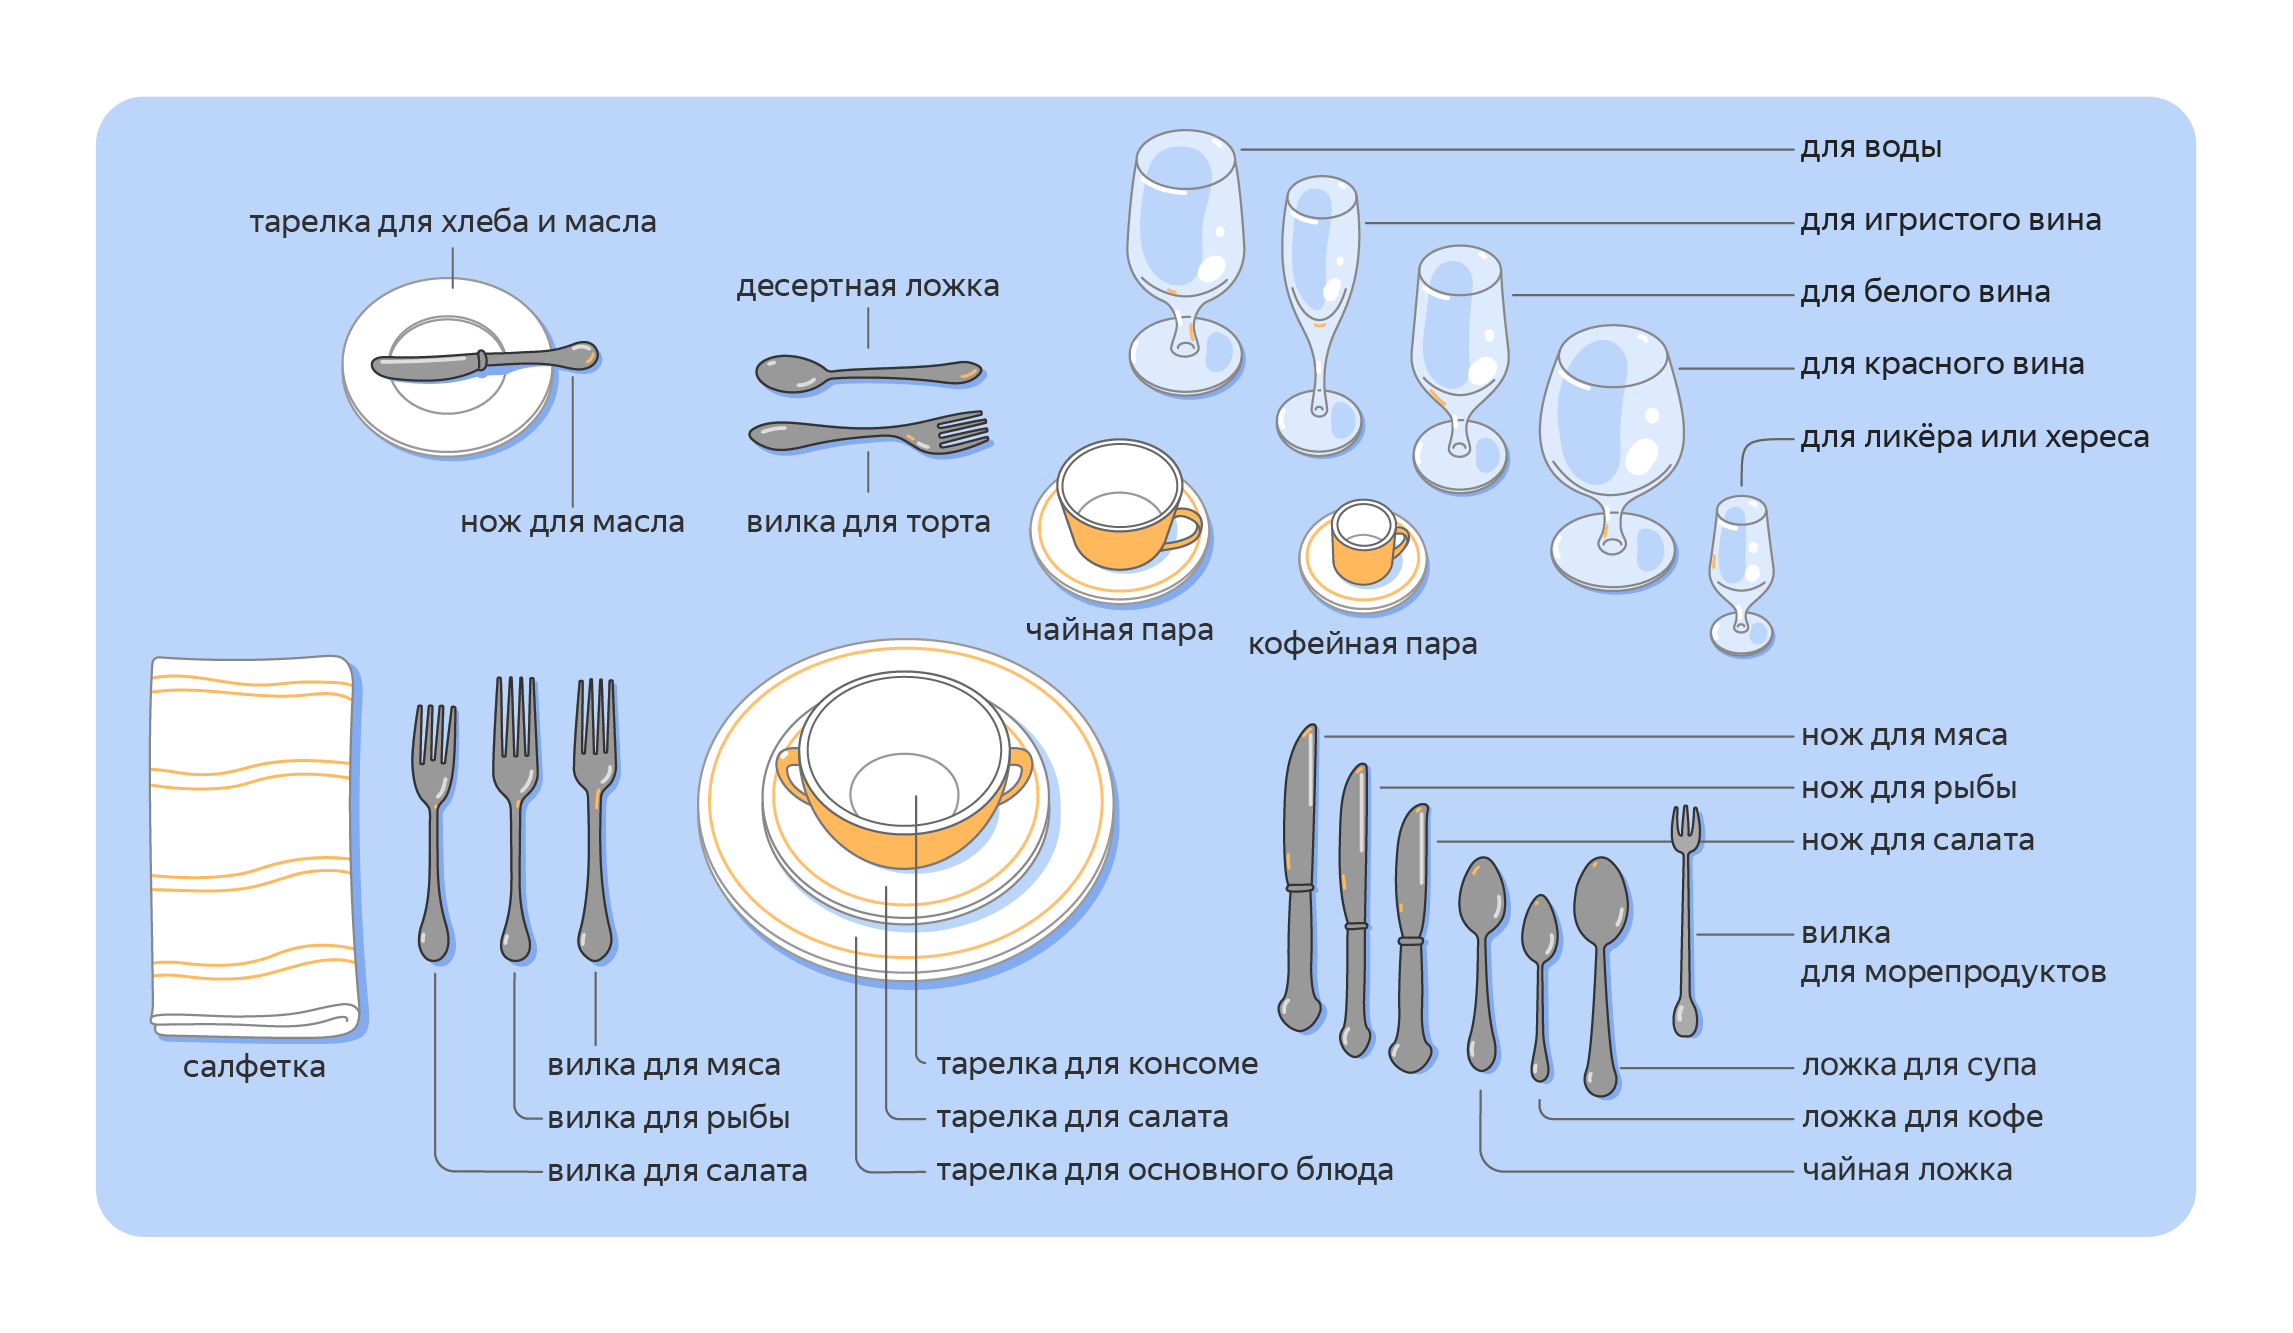 для воды
для игристого вина
тарелка для хлеба и масла
десертная ложка
для белого вина
для красного вина
для ликёра или хереса
нож для масла
вилка для торта
чайная пара
кофейная пара
нож для мяса
нож для рыбы
нож для салата
вилка
для морепродуктов
салфетка
вилка для мяса
тарелка для консоме
ложка для супа
вилка для рыбы
тарелка для салата
ложка для кофе
вилка для салата
тарелка для основного блюда
чайная ложка